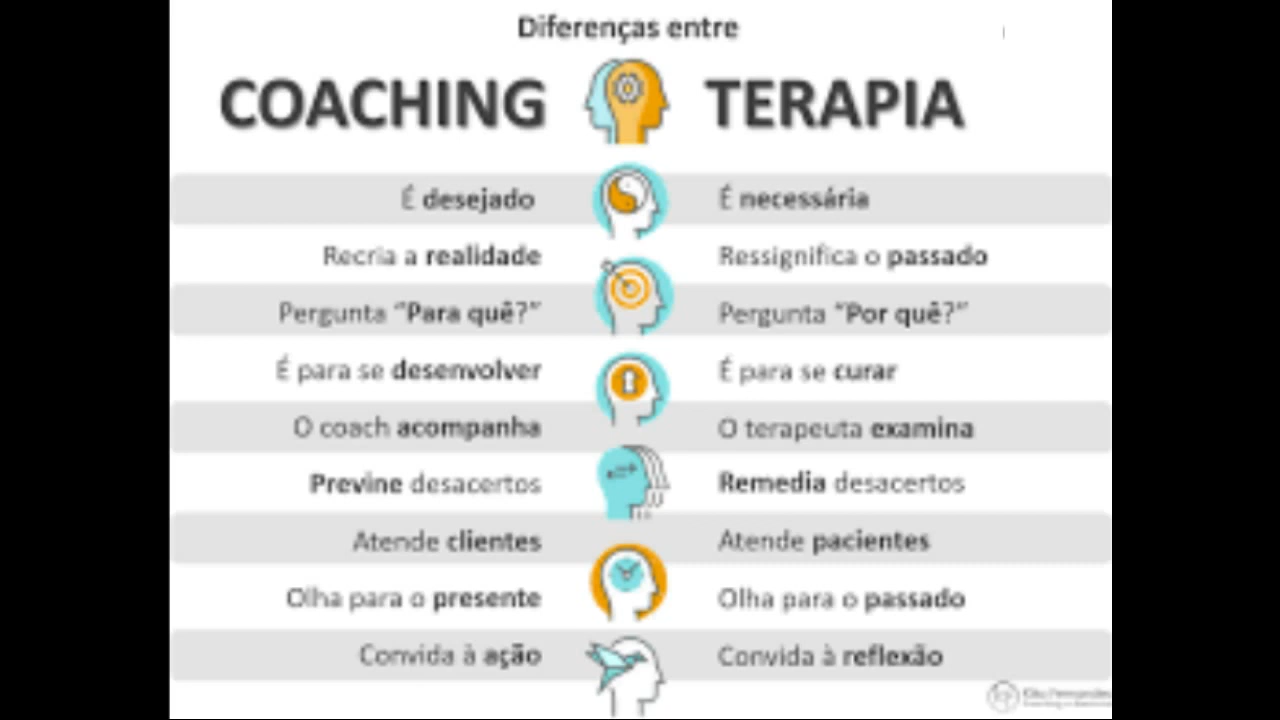 Diferenças entre
COACHING TERAPIA
É desejado É necessária
Recria a realidade Ressignifica o passado
Pergunta “Para quê?” Pergunta “Por quê?”
É para se desenvolver É para se curar
O coach acompanha O terapeuta examina
Previne desacertos Remedia desacertos
Atende clientes Atende pacientes
Olha para o presente Olha para o passado
Convida à ação Convida à reflexão